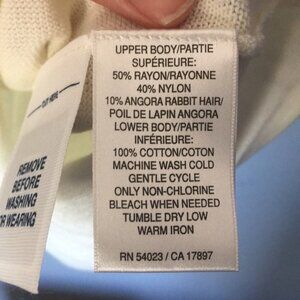 UPPER BODY/PARTIE
SUPÉRIEURE:
50% RAYON/RAYONNE
40% NYLON
10% ANGORA RABBIT HAIR/
POIL DE LAPIN ANGORA
LOWER BODY/PARTIE
INFÉRIEURE:
100% COTTON/COTON
MACHINE WASH COLD
GENTLE CYCLE
ONLY NON-CHLORINE
BLEACH WHEN NEEDED
TUMBLE DRY LOW
WARM IRON
RN 54023 / CA 17897
REMOVE
BEFORE
WASHING
OR WEARING